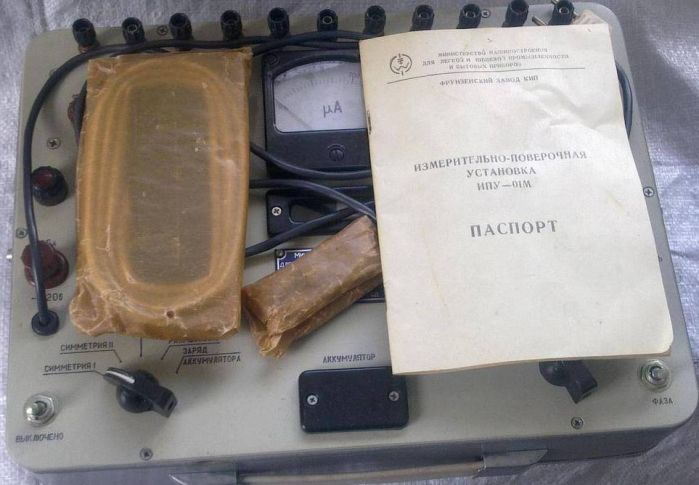 МИНИСТЕРСТВО МАШИНОСТРОЕНИЯ
ДЛЯ ЛЕГКОЙ И ПИЩЕВОЙ ПРОМЫШЛЕННОСТИ
И БЫТОВЫХ ПРИБОРОВ
ФРУНЗЕНСКИЙ ЗАВОД КИП
µA
ИЗМЕРИТЕЛЬНО-ПОВЕРОЧНАЯ
УСТАНОВКА
ИПУ—01М
ПАСПОРТ
СИММЕТРИЯ II
ЗАРЯД
АККУМУЛЯТОРА
СИММЕТРИЯ I
АККУМУЛЯТОР
ВЫКЛЮЧЕНО
ФАЗА